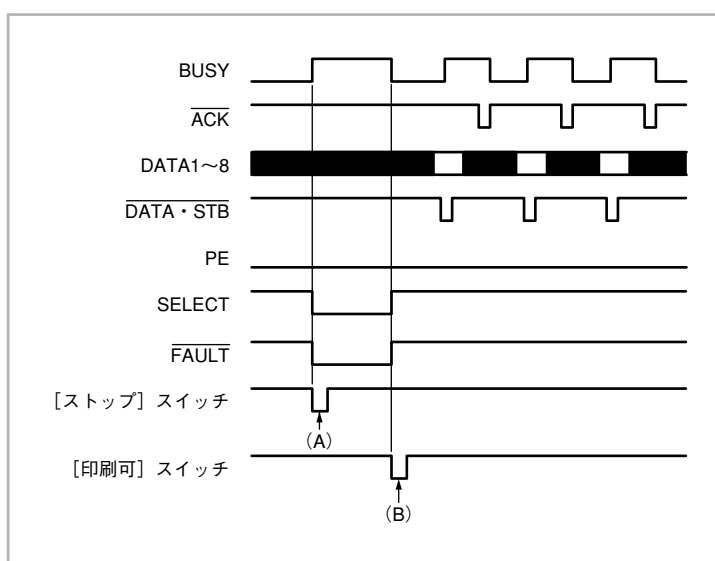 BUSY
ACK
DATA1～8
DATA・STB
PE
SELECT
FAULT
［ストップ］スイッチ
（A）
［印刷可］スイッチ
（B）